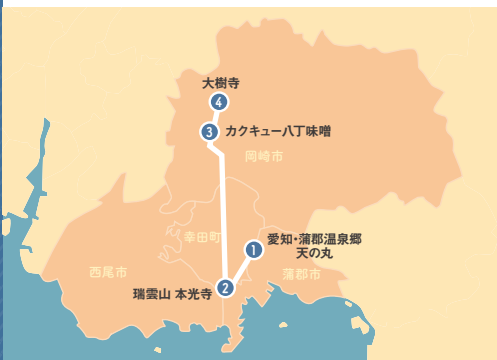 大樹寺
4
3
カクキュー八丁味噌
岡崎市
幸田町
1
愛知・蒲郡温泉郷
天の丸
西尾市
蒲郡市
瑞雲山 本光寺
2